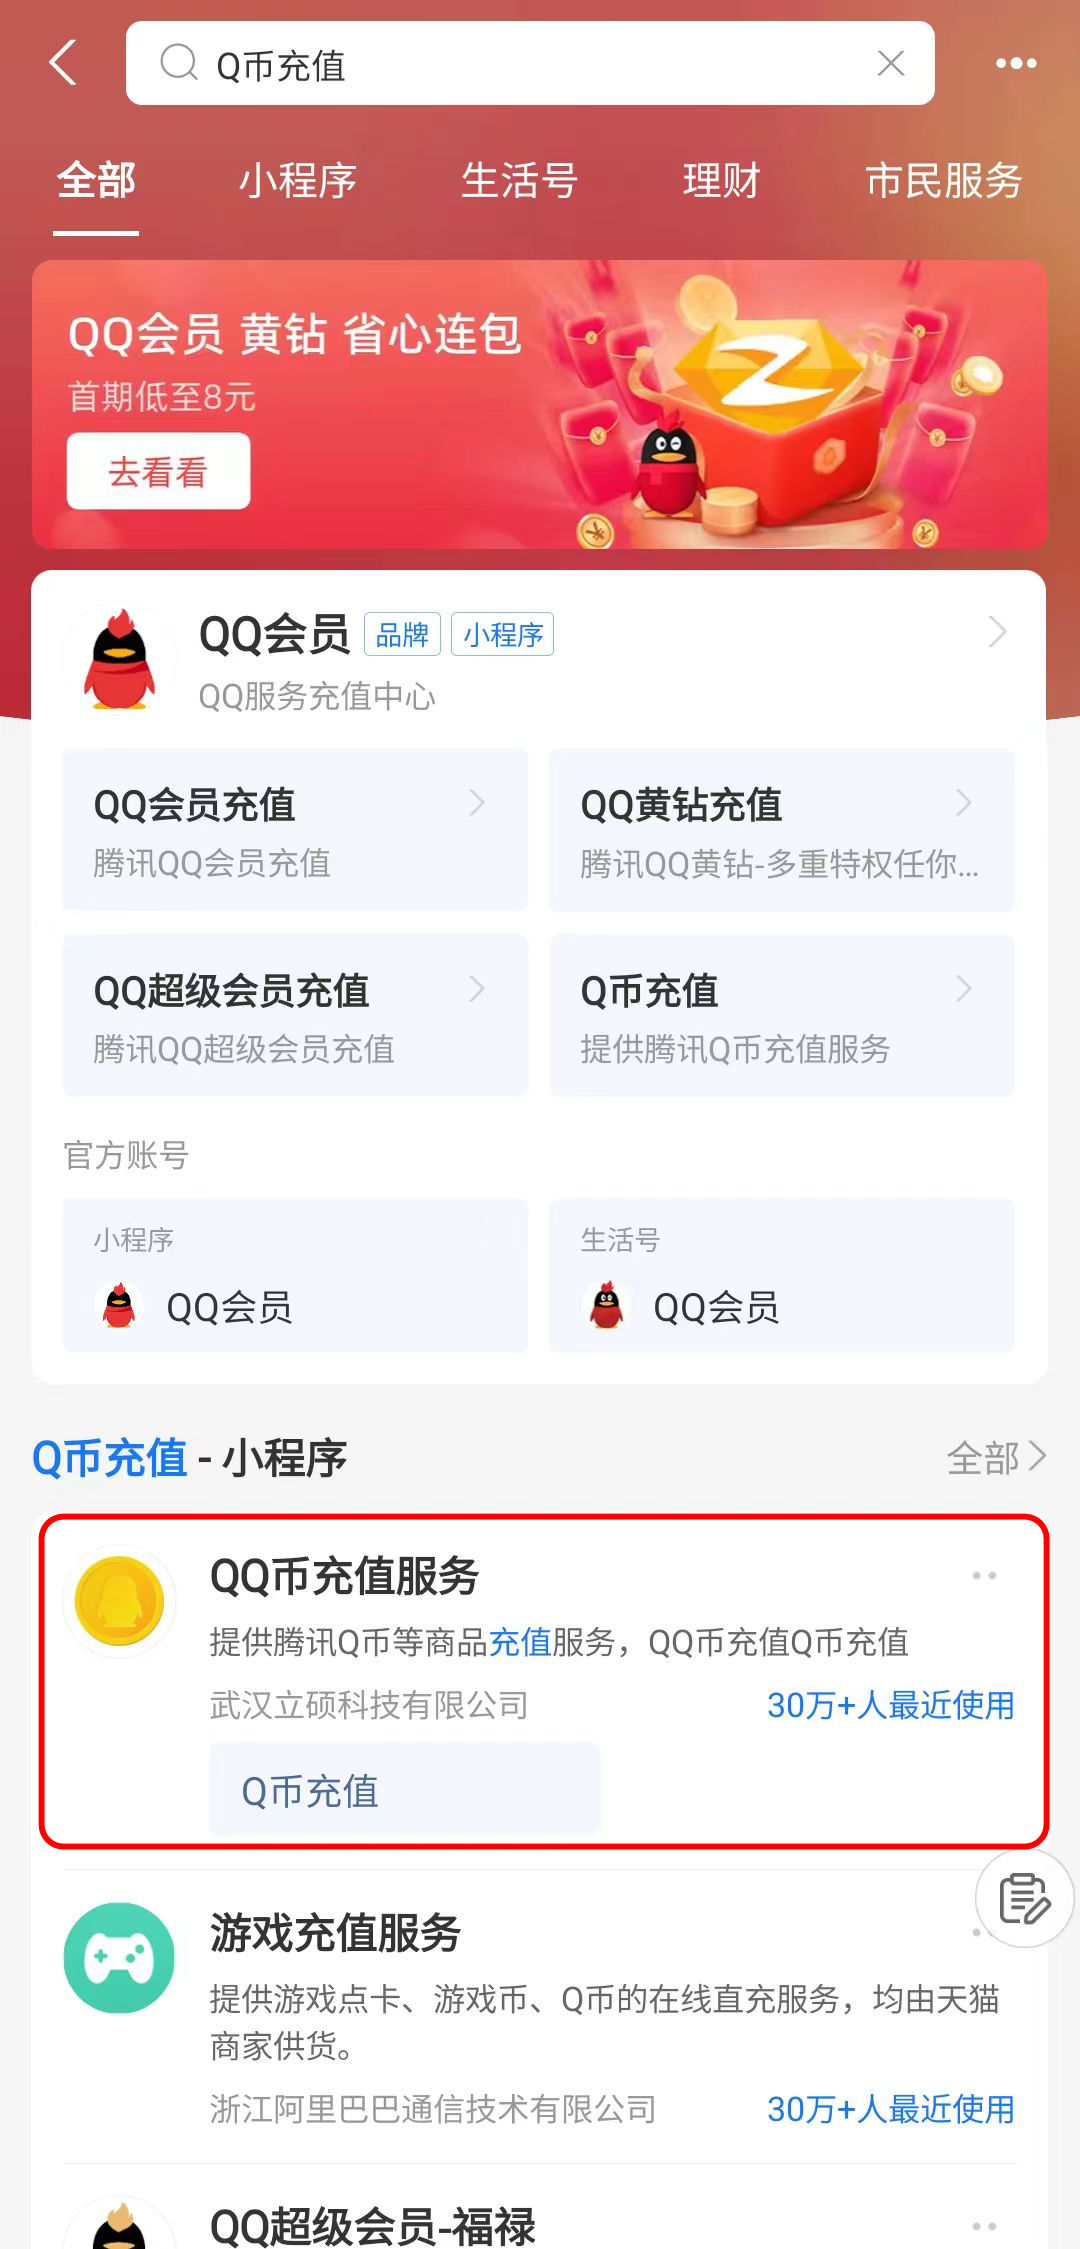 Q币充值
全部 小程序 生活号 理财 市民服务
QQ会员 黄钻 省心连包
首期低至8元
去看看
QQ会员 品牌 小程序
QQ服务充值中心
QQ会员充值
腾讯QQ会员充值
QQ黄钻充值
腾讯QQ黄钻-多重特权任你...
QQ超级会员充值
腾讯QQ超级会员充值
Q币充值
提供腾讯Q币充值服务
官方账号
小程序
QQ会员
生活号
QQ会员
Q币充值 - 小程序 全部
QQ币充值服务
提供腾讯Q币等商品充值服务，QQ币充值Q币充值
武汉立硕科技有限公司 30万+人最近使用
Q币充值
游戏充值服务
提供游戏点卡、游戏币、Q币的在线直充服务，均由天猫
商家供货。
浙江阿里巴巴通信技术有限公司 30万+人最近使用
QQ超级会员-福禄